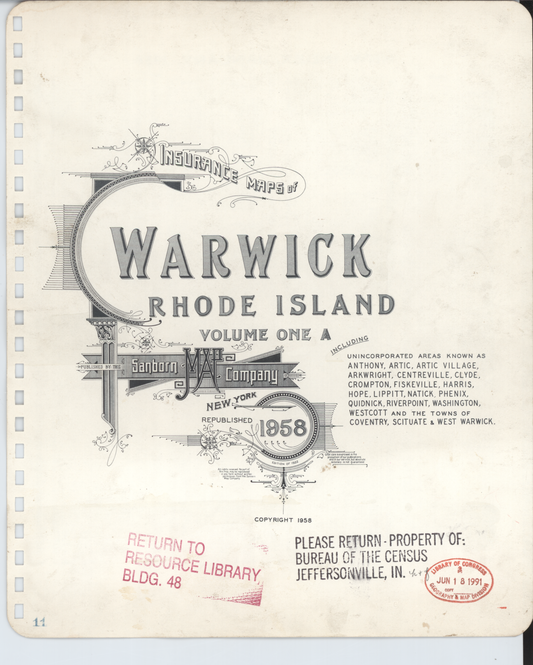 INSURANCE MAPS of
WARWICK
RHODE ISLAND
VOLUME ONE A
INCLUDING
UNINCORPORATED AREAS KNOWN AS
ANTHONY, ARTIC, ARTIC VILLAGE,
ARKWRIGHT, CENTREVILLE, CLYDE,
CROMPTON, FISKEVILLE, HARRIS,
HOPE, LIPPITT, NATICK, PHENIX,
QUIDNICK, RIVERPOINT, WASHINGTON,
WESTCOTT AND THE TOWNS OF
COVENTRY, SCITUATE & WEST WARWICK.
PUBLISHED BY THE
Sanborn MAP Company
NEW YORK
REPUBLISHED
1958
COPYRIGHT 1958
RETURN TO
RESOURCE LIBRARY
BLDG. 48
PLEASE RETURN - PROPERTY OF:
BUREAU OF THE CENSUS
JEFFERSONVILLE, IN.
LIBRARY OF CONGRESS
JUN 18 1991
GEOGRAPHY & MAP DIVISION
11